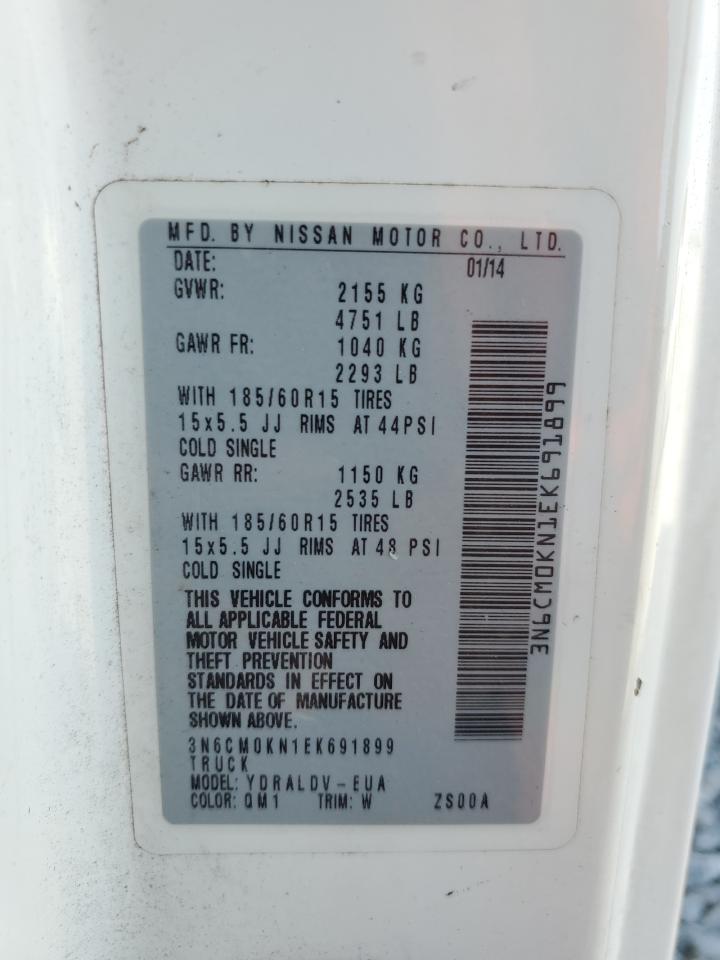 MFD. BY NISSAN MOTOR CO., LTD.
DATE: 01/14
GVWR: 2155 KG
4751 LB
GAWR FR: 1040 KG
2293 LB
WITH 185/60R15 TIRES
15x5.5 JJ RIMS AT 44PSI
COLD SINGLE
GAWR RR: 1150 KG
2535 LB
WITH 185/60R15 TIRES
15x5.5 JJ RIMS AT 48 PSI
COLD SINGLE
THIS VEHICLE CONFORMS TO
ALL APPLICABLE FEDERAL
MOTOR VEHICLE SAFETY AND
THEFT PREVENTION
STANDARDS IN EFFECT ON
THE DATE OF MANUFACTURE
SHOWN ABOVE.
3N6CM0KN1EK691899
TRUCK
MODEL: YDRALDV-EUA
COLOR: QM1 TRIM: W ZS00A
3N6CM0KN1EK691899